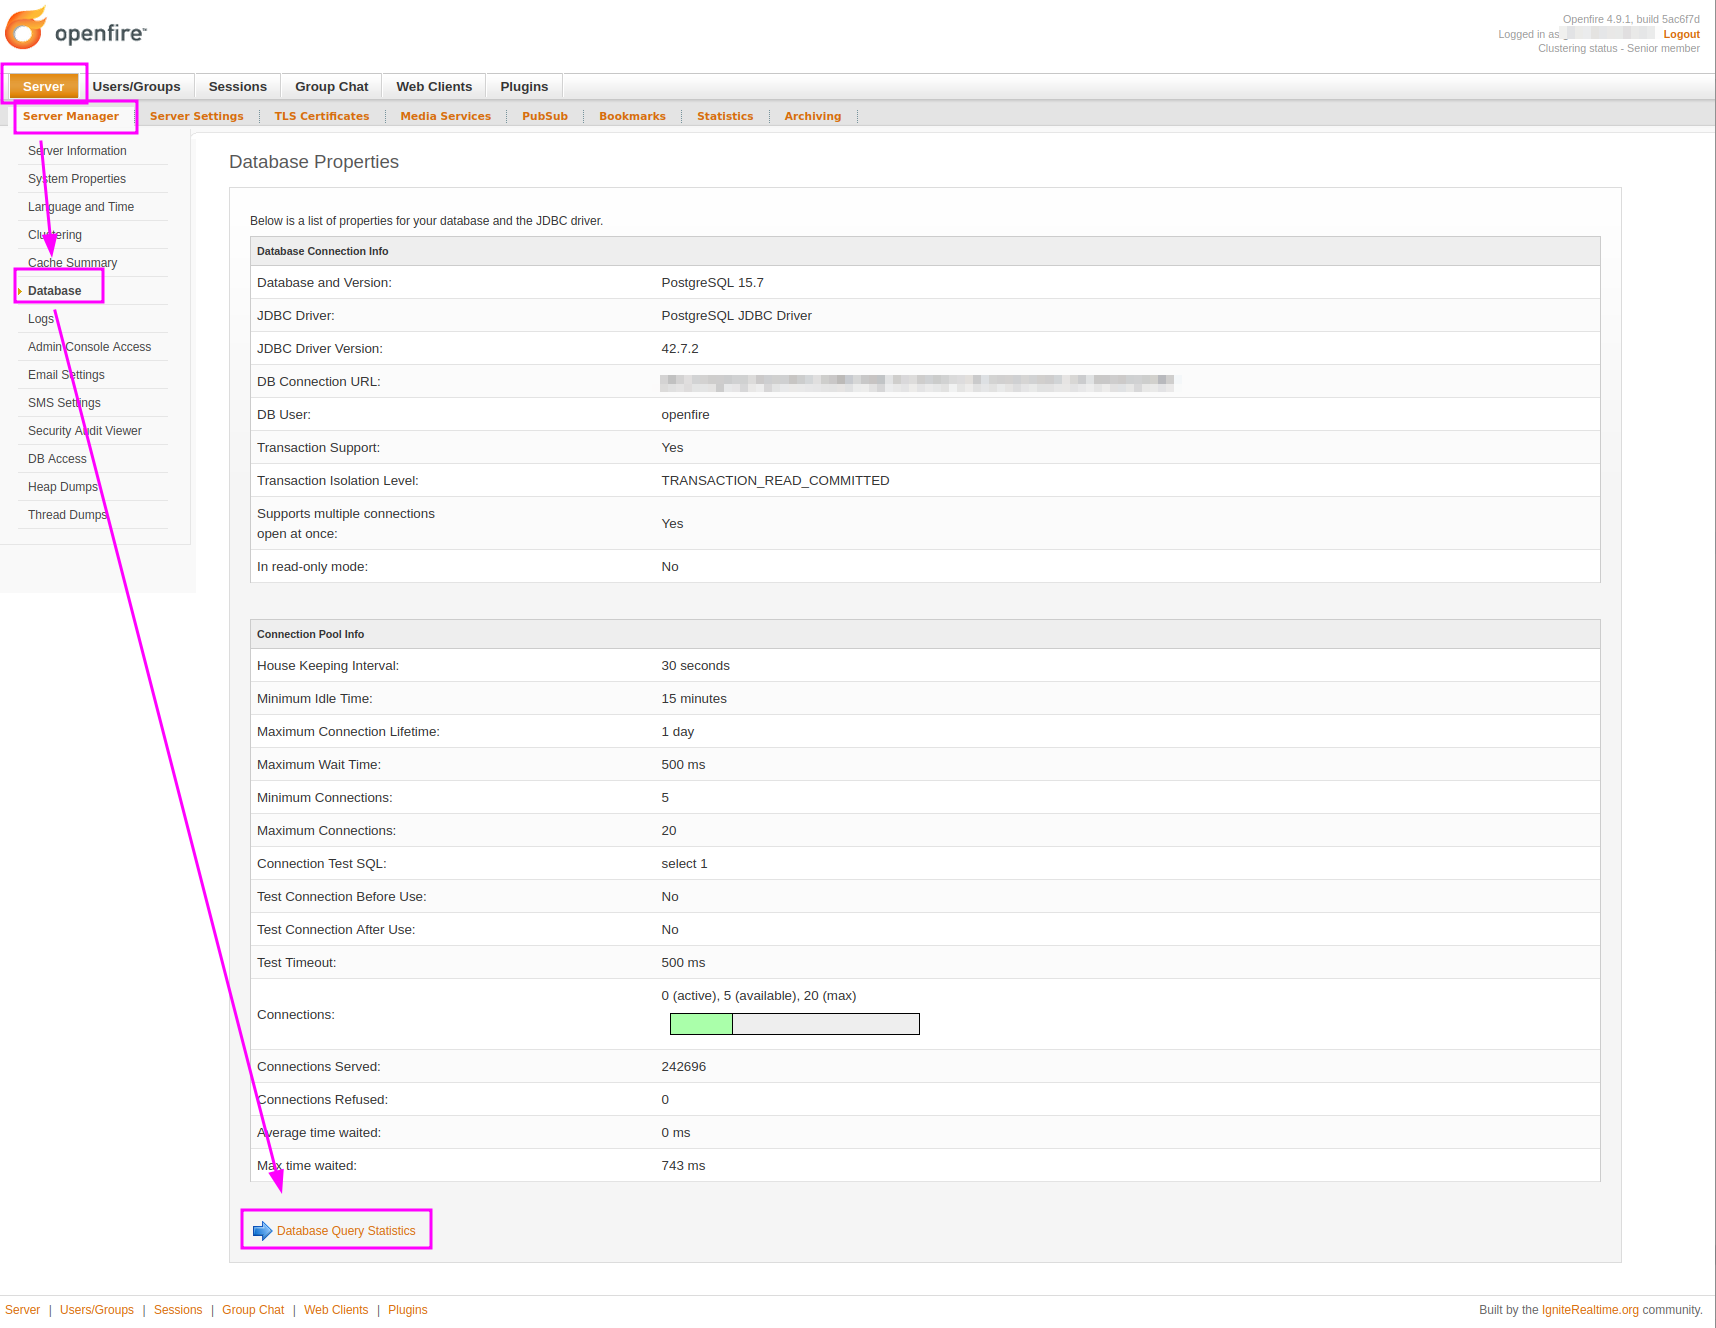 openfire™
Openfire 4.9.1, build 5ac6f7d
Logged in as Logout
Clustering status - Senior member
Server Users/Groups Sessions Group Chat Web Clients Plugins
Server Manager Server Settings TLS Certificates Media Services PubSub Bookmarks Statistics Archiving
Server Information
System Properties
Language and Time
Clustering
Cache Summary
Database
Logs
Admin Console Access
Email Settings
SMS Settings
Security Audit Viewer
DB Access
Heap Dumps
Thread Dumps
Database Properties
Below is a list of properties for your database and the JDBC driver.
Database Connection Info
Database and Version: PostgreSQL 15.7
JDBC Driver: PostgreSQL JDBC Driver
JDBC Driver Version: 42.7.2
DB Connection URL:
DB User: openfire
Transaction Support: Yes
Transaction Isolation Level: TRANSACTION_READ_COMMITTED
Supports multiple connections
open at once: Yes
In read-only mode: No
Connection Pool Info
House Keeping Interval: 30 seconds
Minimum Idle Time: 15 minutes
Maximum Connection Lifetime: 1 day
Maximum Wait Time: 500 ms
Minimum Connections: 5
Maximum Connections: 20
Connection Test SQL: select 1
Test Connection Before Use: No
Test Connection After Use: No
Test Timeout: 500 ms
Connections: 0 (active), 5 (available), 20 (max)
Connections Served: 242696
Connections Refused: 0
Average time waited: 0 ms
Max time waited: 743 ms
Database Query Statistics
Server | Users/Groups | Sessions | Group Chat | Web Clients | Plugins
Built by the IgniteRealtime.org community.